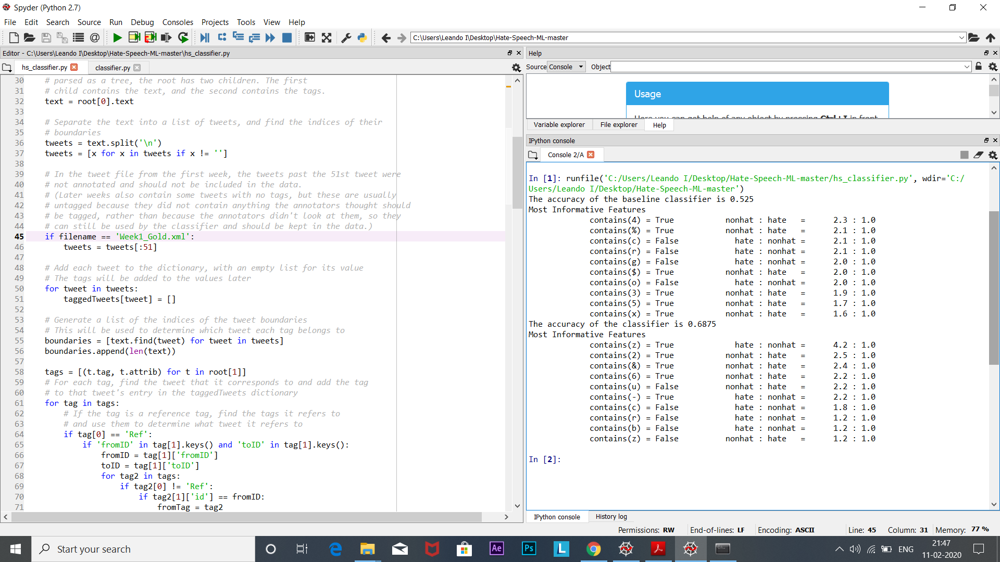 Spyder (Python 2.7)
File Edit Search Source Run Debug Consoles Projects Tools View Help
C:\Users\Leando I\Desktop\Hate-Speech-ML-master
Editor - C:\Users\Leando I\Desktop\Hate-Speech-ML-master\hs_classifier.py
hs_classifier.py classifier.py
30 # parsed as a tree, the root has two children. The first
31 # child contains the text, and the second contains the tags.
32 text = root[0].text
33
34 # Separate the text into a list of tweets, and find the indices of their
35 # boundaries
36 tweets = text.split('\n')
37 tweets = [x for x in tweets if x != '']
38
39 # In the tweet file from the first week, the tweets past the 51st tweet were
40 # not annotated and should not be included in the data.
41 # (Later weeks also contain some tweets with no tags, but these are usually
42 # untagged because they did not contain anything the annotators thought should
43 # be tagged, rather than because the annotators didn't look at them, so they
44 # can still be used by the classifier and should be kept in the data.)
45 if filename == 'Week1_Gold.xml':
46 tweets = tweets[:51]
47
48 # Add each tweet to the dictionary, with an empty list for its value
49 # The tags will be added to the values later
50 for tweet in tweets:
51 taggedTweets[tweet] = []
52
53 # Generate a list of the indices of the tweet boundaries
54 # This will be used to determine which tweet each tag belongs to
55 boundaries = [text.find(tweet) for tweet in tweets]
56 boundaries.append(len(text))
57
58 tags = [(t.tag, t.attrib) for t in root[1]]
59 # For each tag, find the tweet that it corresponds to and add the tag
60 # to that tweet's entry in the taggedTweets dictionary
61 for tag in tags:
62 # If the tag is a reference tag, find the tags it refers to
63 # and use them to determine what tweet it refers to
64 if tag[0] == 'Ref':
65 if 'fromID' in tag[1].keys() and 'toID' in tag[1].keys():
66 fromID = tag[1]['fromID']
67 toID = tag[1]['toID']
68 for tag2 in tags:
69 if tag2[0] != 'Ref':
70 if tag2[1]['id'] == fromID:
71 fromTag = tag2
Help
Source Console Object
Usage
Here you can get help of any object by pressing Ctrl+I in front
Variable explorer File explorer Help
IPython console
Console 2/A
In [1]: runfile('C:/Users/Leando I/Desktop/Hate-Speech-ML-master/hs_classifier.py', wdir='C:/
Users/Leando I/Desktop/Hate-Speech-ML-master')
The accuracy of the baseline classifier is 0.525
Most Informative Features
contains(4) = True nonhat : hate = 2.3 : 1.0
contains(%) = True nonhat : hate = 2.1 : 1.0
contains(c) = False hate : nonhat = 2.1 : 1.0
contains(r) = False hate : nonhat = 2.1 : 1.0
contains(g) = False hate : nonhat = 2.0 : 1.0
contains($) = True nonhat : hate = 2.0 : 1.0
contains(o) = False hate : nonhat = 2.0 : 1.0
contains(3) = True nonhat : hate = 1.9 : 1.0
contains(5) = True nonhat : hate = 1.7 : 1.0
contains(x) = True nonhat : hate = 1.6 : 1.0
The accuracy of the classifier is 0.6875
Most Informative Features
contains(z) = True hate : nonhat = 4.2 : 1.0
contains(2) = True nonhat : hate = 2.5 : 1.0
contains(&) = True nonhat : hate = 2.4 : 1.0
contains(6) = True nonhat : hate = 2.2 : 1.0
contains(u) = False nonhat : hate = 2.2 : 1.0
contains(-) = True hate : nonhat = 2.2 : 1.0
contains(c) = False hate : nonhat = 1.8 : 1.0
contains(r) = False hate : nonhat = 1.2 : 1.0
contains(b) = False hate : nonhat = 1.2 : 1.0
contains(z) = False nonhat : hate = 1.2 : 1.0
In [2]:
IPython console History log
Permissions: RW End-of-lines: LF Encoding: ASCII Line: 45 Column: 31 Memory: 77 %
Start your search
Ae Ps L
ENG
21:47
11-02-2020